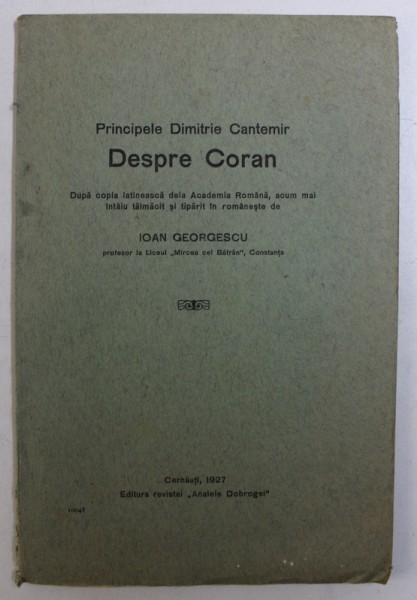 Principele Dimitrie Cantemir
Despre Coran
După copia latinească dela Academia Română, acum mai
întâiu tălmăcit și tipărit în românește de
IOAN GEORGESCU
profesor la Liceul „Mircea cel Bătrân“, Constanța
Cernăuți, 1927
Editura revistei „Analele Dobrogei“